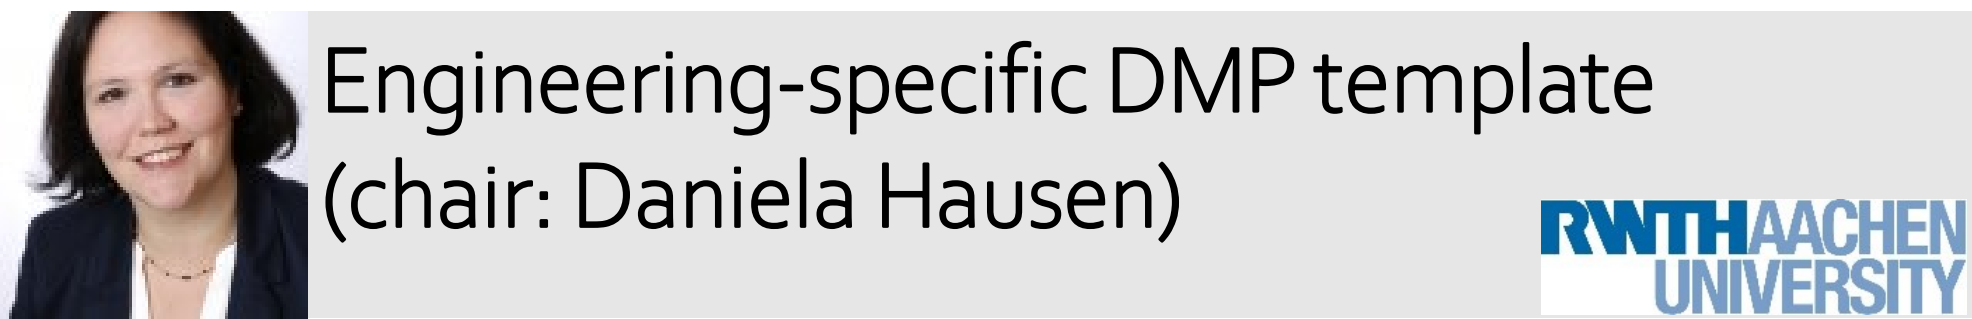 Engineering-specific DMP template
(chair: Daniela Hausen)
RWTHAACHEN
UNIVERSITY